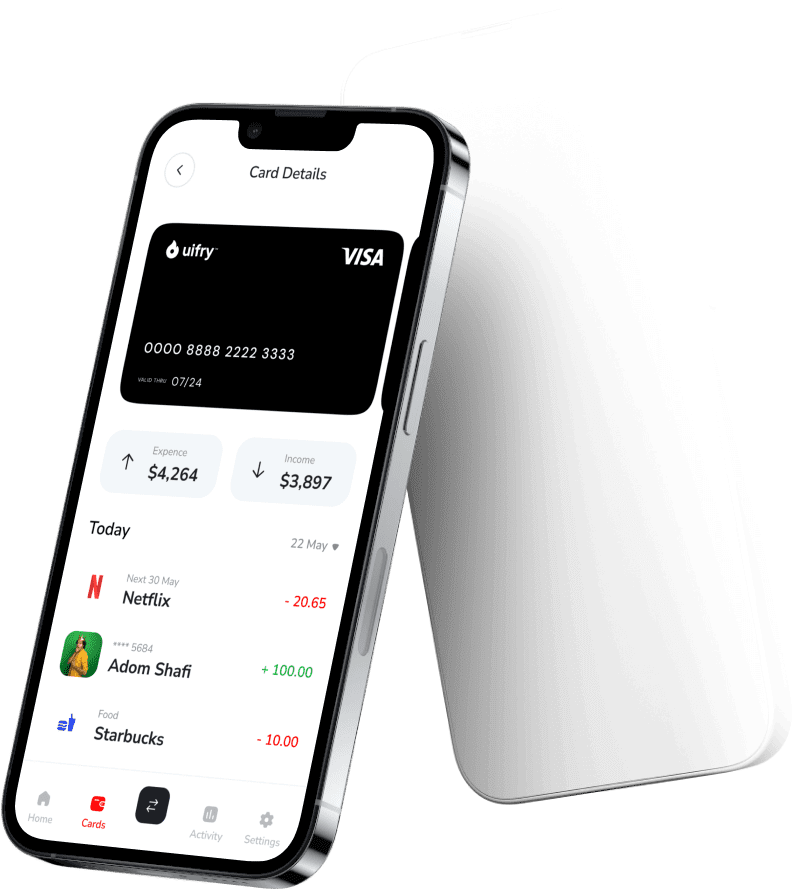 Card Details
uifry™
VISA
0000 8888 2222 3333
VALID THRU 07/24
Expence
$4,264
Income
$3,897
Today
22 May
Next 30 May
Netflix
- 20.65
**** 5684
Adom Shafi
+ 100.00
Food
Starbucks
- 10.00
Home
Cards
Activity
Settings